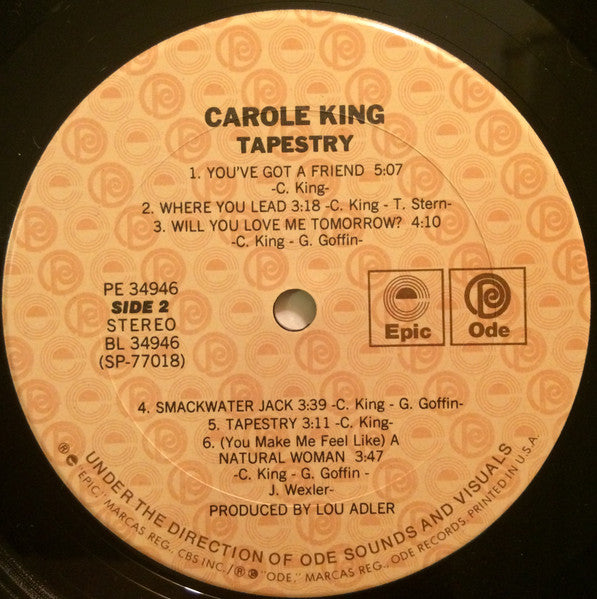 CAROLE KING
TAPESTRY
1. YOU'VE GOT A FRIEND 5:07
-C. King-
2. WHERE YOU LEAD 3:18 -C. King - T. Stern-
3. WILL YOU LOVE ME TOMORROW? 4:10
-C. King - G. Goffin-
PE 34946
SIDE 2
STEREO
BL 34946
(SP-77018)
Epic
Ode
4. SMACKWATER JACK 3:39 -C. King - G. Goffin-
5. TAPESTRY 3:11 -C. King-
6. (You Make Me Feel Like) A
NATURAL WOMAN 3:47
-C. King - G. Goffin -
J. Wexler-
PRODUCED BY LOU ADLER
UNDER THE DIRECTION OF ODE SOUNDS AND VISUALS
® "EPIC," MARCAS REG., CBS INC./® "ODE," MARCAS REG., ODE RECORDS. PRINTED IN U.S.A.